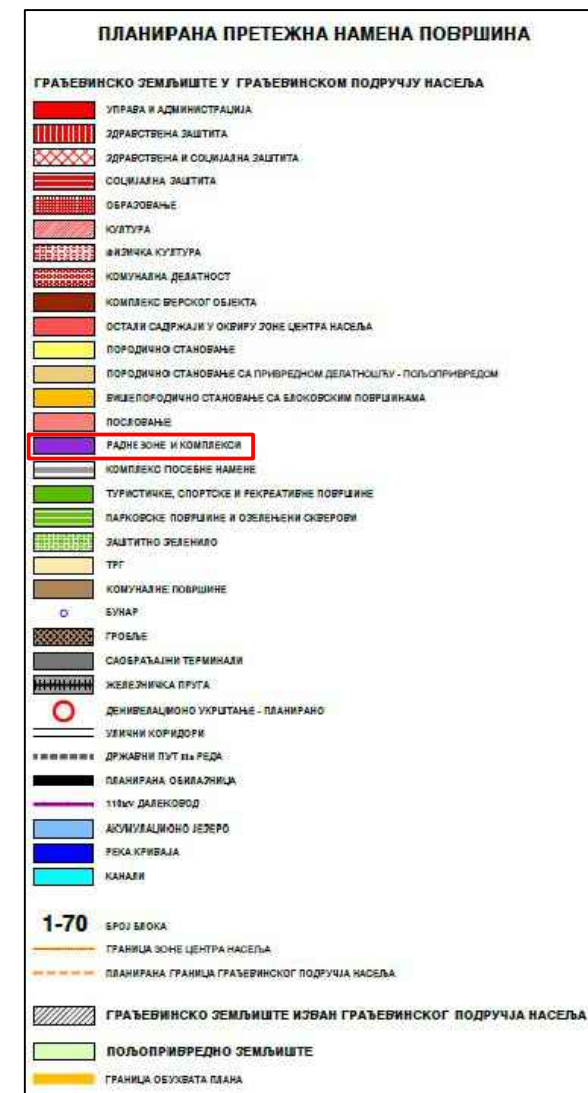 ПЛАНИРАНА ПРЕТЕЖНА НАМЕНА ПОВРШИНА
ГРАЂЕВИНСКО ЗЕМЉИШТЕ У ГРАЂЕВИНСКОМ ПОДРУЧЈУ НАСЕЉА
УПРАВА И АДМИНИСТРАЦИЈА
ЗДРАВСТВЕНА ЗАШТИТА
ЗДРАВСТВЕНА И СОЦИЈАЛНА ЗАШТИТА
СОЦИЈАЛНА ЗАШТИТА
ОБРАЗОВАЊЕ
КУЛТУРА
ФИЗИЧКА КУЛТУРА
КОМУНАЛНА ДЕЛАТНОСТ
КОМПЛЕКС ВЕРСКОГ ОБЈЕКТА
ОСТАЛИ САДРЖАЈИ У ОКВИРУ ЗОНЕ ЦЕНТРА НАСЕЉА
ПОРОДИЧНО СТАНОВАЊЕ
ПОРОДИЧНО СТАНОВАЊЕ СА ПРИВРЕДНОМ ДЕЛАТНОШЋУ - ПОЉОПРИВРЕДОМ
ВИШЕПОРОДИЧНО СТАНОВАЊЕ СА БЛОКОВСКИМ ПОВРШИНАМА
ПОСЛОВАЊЕ
РАДНЕ ЗОНЕ И КОМПЛЕКСИ
КОМПЛЕКС ПОСЕБНЕ НАМЕНЕ
ТУРИСТИЧКЕ, СПОРТСКЕ И РЕКРЕАТИВНЕ ПОВРШИНЕ
ПАРКОВСКЕ ПОВРШИНЕ И ОЗЕЛЕЊЕНИ СКВЕРОВИ
ЗАШТИТНО ЗЕЛЕНИЛО
ТРГ
КОМУНАЛНЕ ПОВРШИНЕ
БУНАР
ГРОБЉЕ
САОБРАЋАЈНИ ТЕРМИНАЛИ
ЖЕЛЕЗНИЧКА ПРУГА
ДЕНИВЕЛАЦИОНО УКРШТАЊЕ - ПЛАНИРАНО
УЛИЧНИ КОРИДОРИ
ДРЖАВНИ ПУТ IIа РЕДА
ПЛАНИРАНА ОБИЛАЗНИЦА
110kV ДАЛЕКОВОД
АКУМУЛАЦИОНО ЈЕЗЕРО
РЕКА КРИВАЈА
КАНАЛИ
1-70 БРОЈ БЛОКА
ГРАНИЦА ЗОНЕ ЦЕНТРА НАСЕЉА
ПЛАНИРАНА ГРАНИЦА ГРАЂЕВИНСКОГ ПОДРУЧЈА НАСЕЉА
ГРАЂЕВИНСКО ЗЕМЉИШТЕ ИЗВАН ГРАЂЕВИНСКОГ ПОДРУЧЈА НАСЕЉА
ПОЉОПРИВРЕДНО ЗЕМЉИШТЕ
ГРАНИЦА ОБУХВАТА ПЛАНА